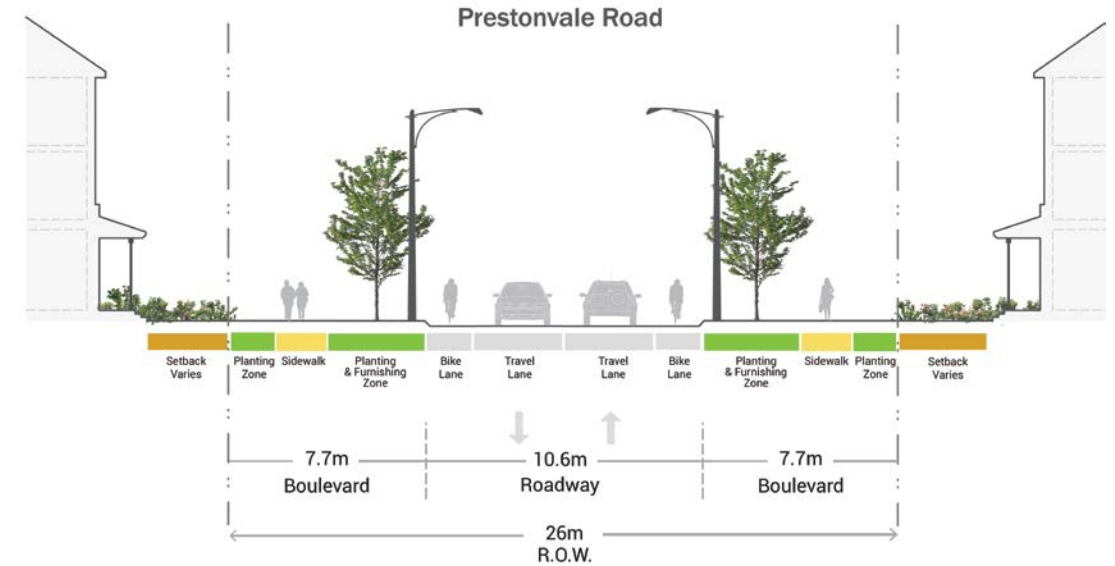 Prestonvale Road
Setback
Varies
Planting
Zone
Sidewalk
Planting
& Furnishing
Zone
Bike
Lane
Travel
Lane
Travel
Lane
Bike
Lane
Planting
& Furnishing
Zone
Sidewalk
Planting
Zone
Setback
Varies
7.7m
Boulevard
10.6m
Roadway
7.7m
Boulevard
26m
R.O.W.